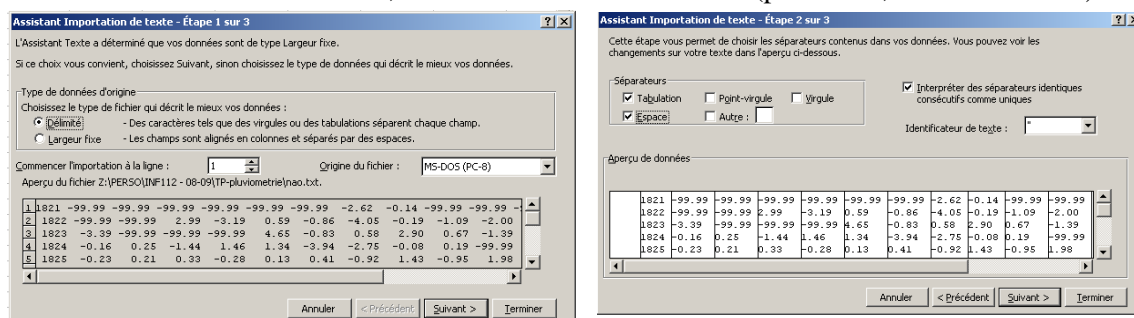 Assistant Importation de texte - Étape 1 sur 3
L'Assistant Texte a déterminé que vos données sont de type Largeur fixe.
Si ce choix vous convient, choisissez Suivant, sinon choisissez le type de données qui décrit le mieux vos données.
Type de données d'origine
Choisissez le type de fichier qui décrit le mieux vos données :
Délimité - Des caractères tels que des virgules ou des tabulations séparent chaque champ.
Largeur fixe - Les champs sont alignés en colonnes et séparés par des espaces.
Commencer l'importation à la ligne : 1 Origine du fichier : MS-DOS (PC-8)
Aperçu du fichier Z:\PERSO\INF112 - 08-09\TP-pluviometrie\nao.txt.
1 1821 -99.99 -99.99 -99.99 -99.99 -99.99 -99.99 -2.62 -0.14 -99.99 -99.99
2 1822 -99.99 -99.99 2.99 -3.19 0.59 -0.86 -4.05 -0.19 -1.09 -2.00
3 1823 -3.39 -99.99 -99.99 -99.99 4.65 -0.83 0.58 2.90 0.67 -1.39
4 1824 -0.16 0.25 -1.44 1.46 1.34 -3.94 -2.75 -0.08 0.19 -99.99
5 1825 -0.23 0.21 0.33 -0.28 0.13 0.41 -0.92 1.43 -0.95 1.98
Annuler < Précédent Suivant > Terminer
Assistant Importation de texte - Étape 2 sur 3
Cette étape vous permet de choisir les séparateurs contenus dans vos données. Vous pouvez voir les
changements sur votre texte dans l'aperçu ci-dessous.
Séparateurs
Tabulation Point-virgule Virgule
Espace Autre :
Interpréter des séparateurs identiques
consécutifs comme uniques
Identificateur de texte : "
Aperçu de données
1821 -99.99 -99.99 -99.99 -99.99 -99.99 -99.99 -2.62 -0.14 -99.99 -99.99
1822 -99.99 -99.99 2.99 -3.19 0.59 -0.86 -4.05 -0.19 -1.09 -2.00
1823 -3.39 -99.99 -99.99 -99.99 4.65 -0.83 0.58 2.90 0.67 -1.39
1824 -0.16 0.25 -1.44 1.46 1.34 -3.94 -2.75 -0.08 0.19 -99.99
1825 -0.23 0.21 0.33 -0.28 0.13 0.41 -0.92 1.43 -0.95 1.98
Annuler < Précédent Suivant > Terminer